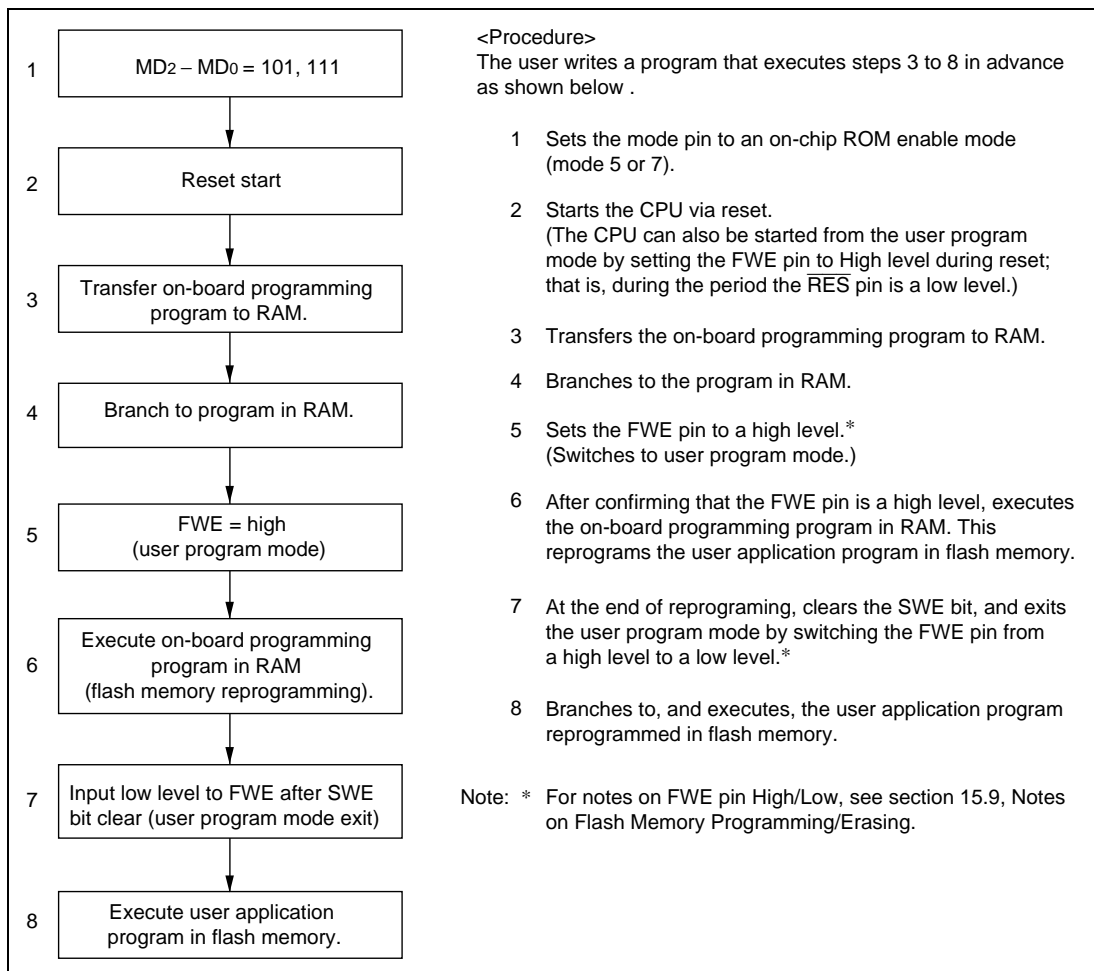 1
MD2 – MD0 = 101, 111
2
Reset start
3
Transfer on-board programming
program to RAM.
4
Branch to program in RAM.
5
FWE = high
(user program mode)
6
Execute on-board programming
program in RAM
(flash memory reprogramming).
7
Input low level to FWE after SWE
bit clear (user program mode exit)
8
Execute user application
program in flash memory.
<Procedure>
The user writes a program that executes steps 3 to 8 in advance
as shown below .
1 Sets the mode pin to an on-chip ROM enable mode
(mode 5 or 7).
2 Starts the CPU via reset.
(The CPU can also be started from the user program
mode by setting the FWE pin to High level during reset;
that is, during the period the RES pin is a low level.)
3 Transfers the on-board programming program to RAM.
4 Branches to the program in RAM.
5 Sets the FWE pin to a high level.*
(Switches to user program mode.)
6 After confirming that the FWE pin is a high level, executes
the on-board programming program in RAM. This
reprograms the user application program in flash memory.
7 At the end of reprograming, clears the SWE bit, and exits
the user program mode by switching the FWE pin from
a high level to a low level.*
8 Branches to, and executes, the user application program
reprogrammed in flash memory.
Note: * For notes on FWE pin High/Low, see section 15.9, Notes
on Flash Memory Programming/Erasing.